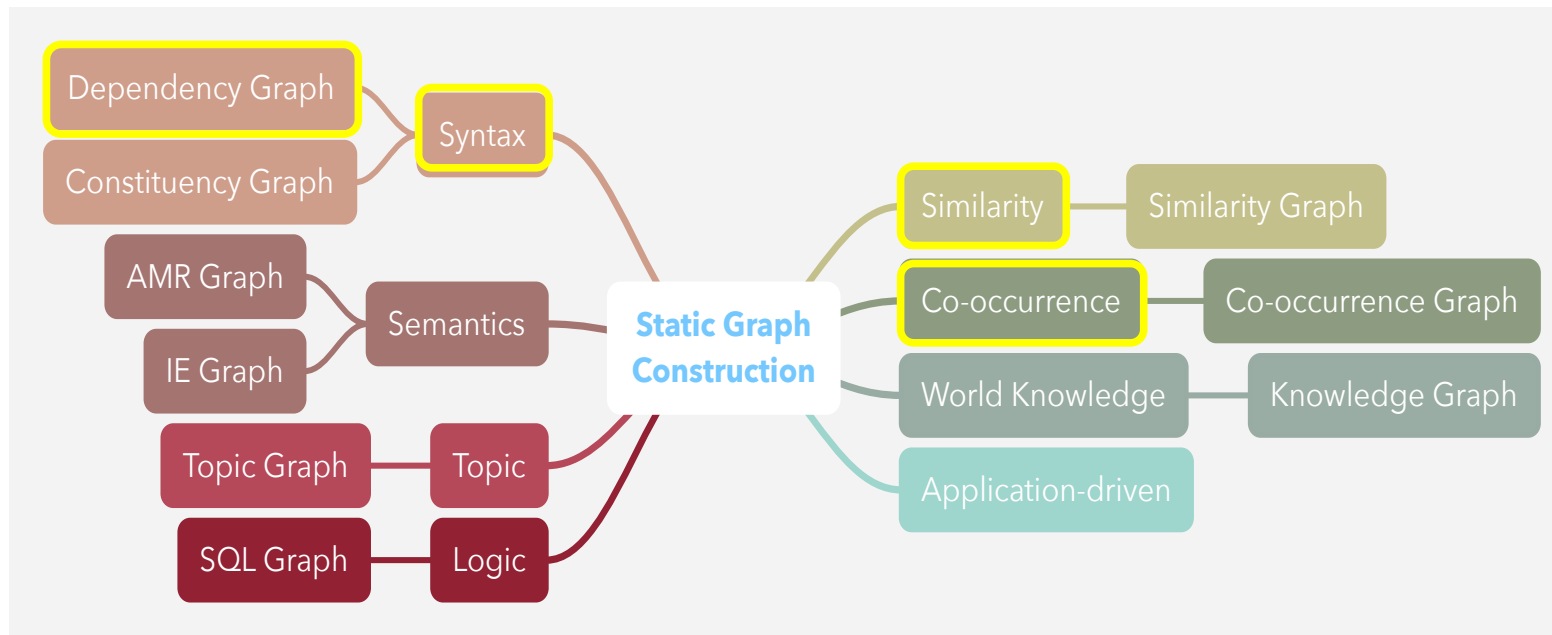 Dependency Graph
Constituency Graph
Syntax
AMR Graph
IE Graph
Semantics
Topic Graph
Topic
SQL Graph
Logic
Static Graph
Construction
Similarity
Similarity Graph
Co-occurrence
Co-occurrence Graph
World Knowledge
Knowledge Graph
Application-driven